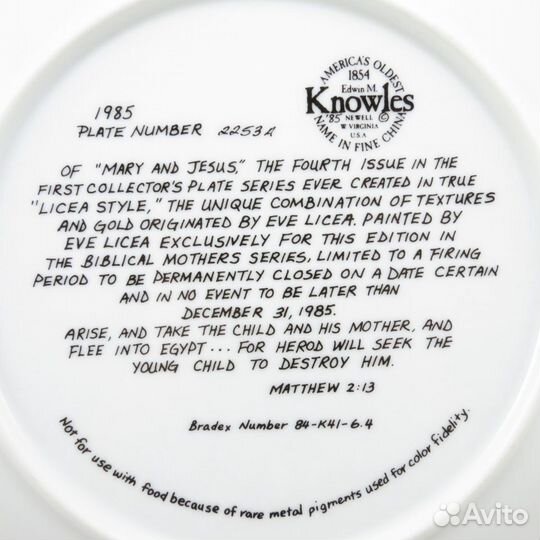 AMERICA'S OLDEST
1854
Edwin M.
Knowles
'85 NEWELL ©
W VIRGINIA
U.S.A
NAME IN FINE CHINA
1985
PLATE NUMBER 2253A
OF "MARY AND JESUS," THE FOURTH ISSUE IN THE
FIRST COLLECTOR'S PLATE SERIES EVER CREATED IN TRUE
"LICEA STYLE," THE UNIQUE COMBINATION OF TEXTURES
AND GOLD ORIGINATED BY EVE LICEA. PAINTED BY
EVE LICEA EXCLUSIVELY FOR THIS EDITION IN
THE BIBLICAL MOTHERS SERIES, LIMITED TO A FIRING
PERIOD TO BE PERMANENTLY CLOSED ON A DATE CERTAIN
AND IN NO EVENT TO BE LATER THAN
DECEMBER 31, 1985.
ARISE, AND TAKE THE CHILD AND HIS MOTHER, AND
FLEE INTO EGYPT... FOR HEROD WILL SEEK THE
YOUNG CHILD TO DESTROY HIM.
MATTHEW 2:13
Bradex Number 84-K41-6.4
Not for use with food because of rare metal pigments used for color fidelity.
Avito